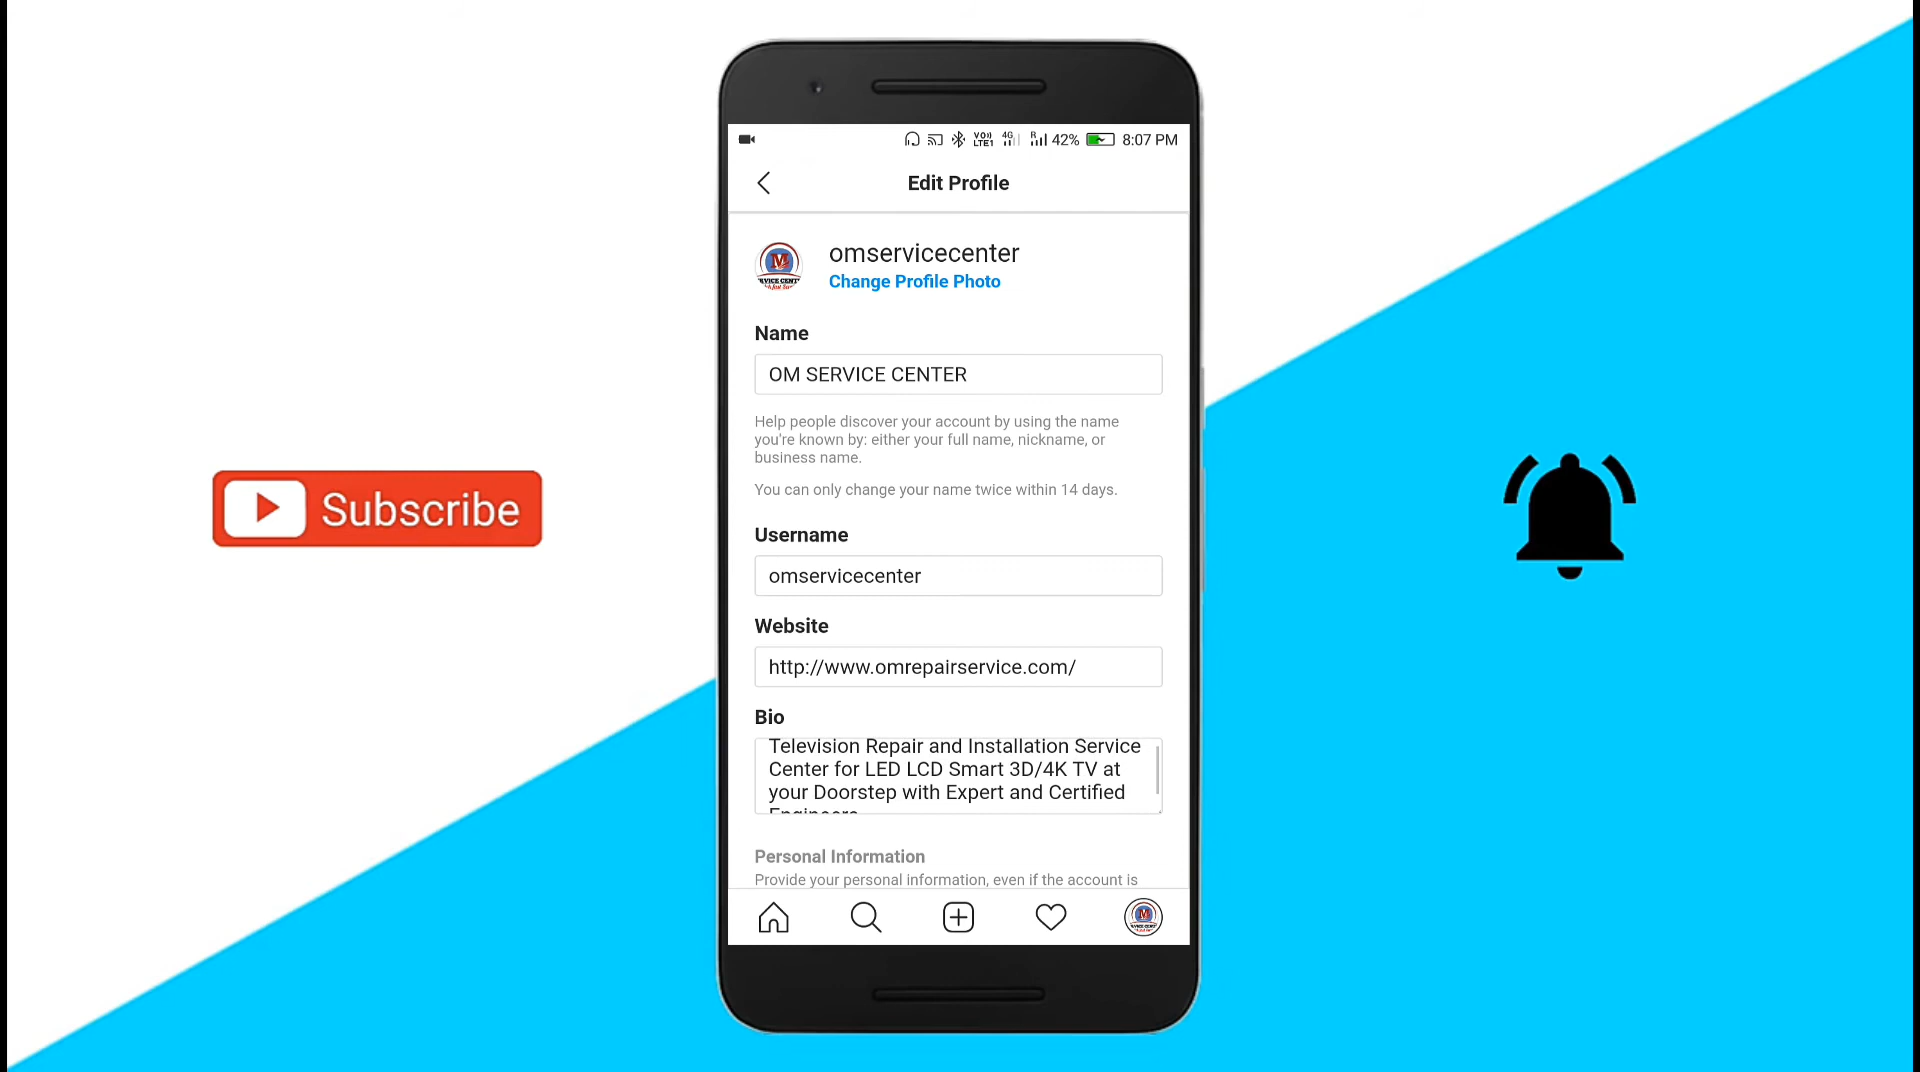 VO)) LTE1 4G R 42% 8:07 PM
Edit Profile
omservicecenter
Change Profile Photo
Name
OM SERVICE CENTER
Help people discover your account by using the name
you're known by: either your full name, nickname, or
business name.
You can only change your name twice within 14 days.
Subscribe
Username
omservicecenter
Website
http://www.omrepairservice.com/
Bio
Television Repair and Installation Service
Center for LED LCD Smart 3D/4K TV at
your Doorstep with Expert and Certified
Personal Information
Provide your personal information, even if the account is